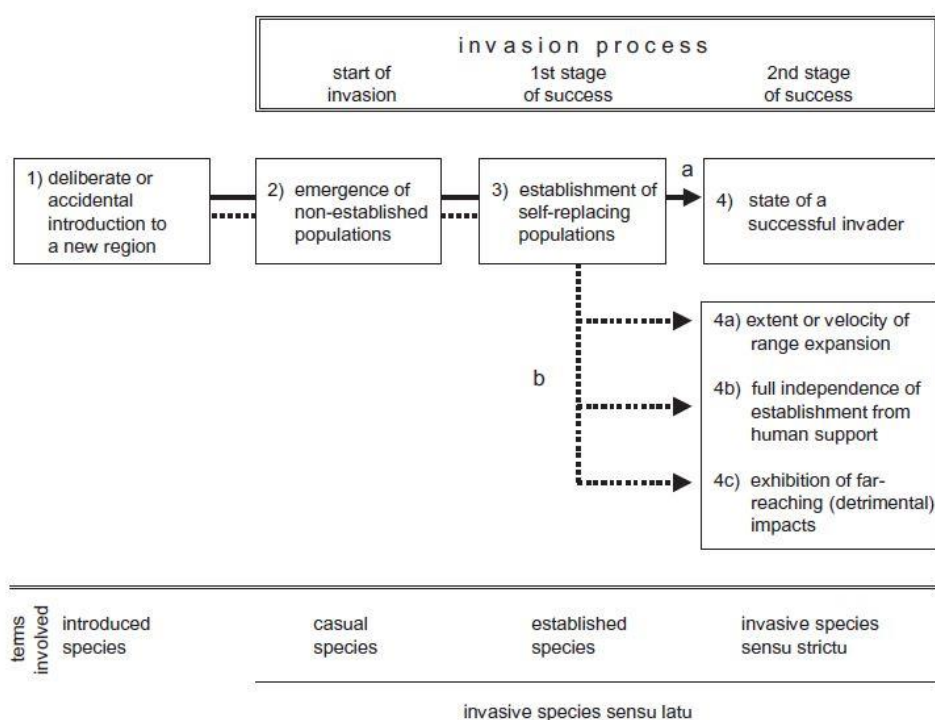 invasion process
start of
invasion
1st stage
of success
2nd stage
of success
1) deliberate or
accidental
introduction to
a new region
2) emergence of
non-established
populations
3) establishment of
self-replacing
populations
a
4) state of a
successful invader
b
4a) extent or velocity of
range expansion
4b) full independence of
establishment from
human support
4c) exhibition of far-
reaching (detrimental)
impacts
terms
involved
introduced
species
casual
species
established
species
invasive species
sensu strictu
invasive species sensu latu